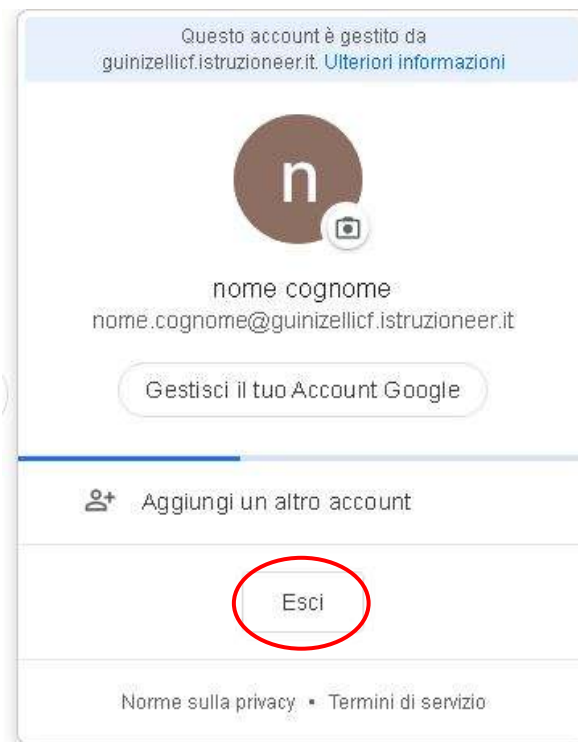 Questo account è gestito da
guinizellicf.istruzioneer.it. Ulteriori informazioni
n
nome cognome
nome.cognome@guinizellicf.istruzioneer.it
Gestisci il tuo Account Google
Aggiungi un altro account
Esci
Norme sulla privacy • Termini di servizio